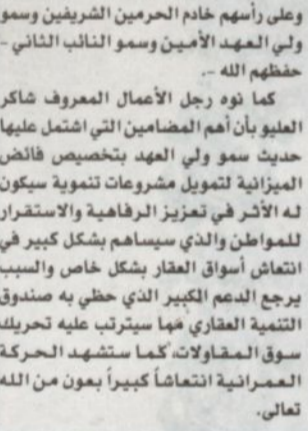 وعلى رأسهم خادم الحرمين الشريفين وسمو
ولي العهد الأمين وسمو النائب الثاني -
حفظهم الله -.
كما نوه رجل الأعمال المعروف شاكر
العليو بأن أهم المضامين التي اشتمل عليها
حديث سمو ولي العهد بتخصيص فائض
الميزانية لتمويل مشروعات تنموية سيكون
له الأثر في تعزيز الرفاهية والاستقرار
للمواطن والذي سيساهم بشكل كبير في
انتعاش أسواق العقار بشكل خاص والسبب
يرجع الدعم الكبير الذي حظي به صندوق
التنمية العقاري مما سيترتب عليه تحريك
سوق المقاولات، كما ستشهد الحركة
العمرانية انتعاشاً كبيراً بعون من الله
تعالى.